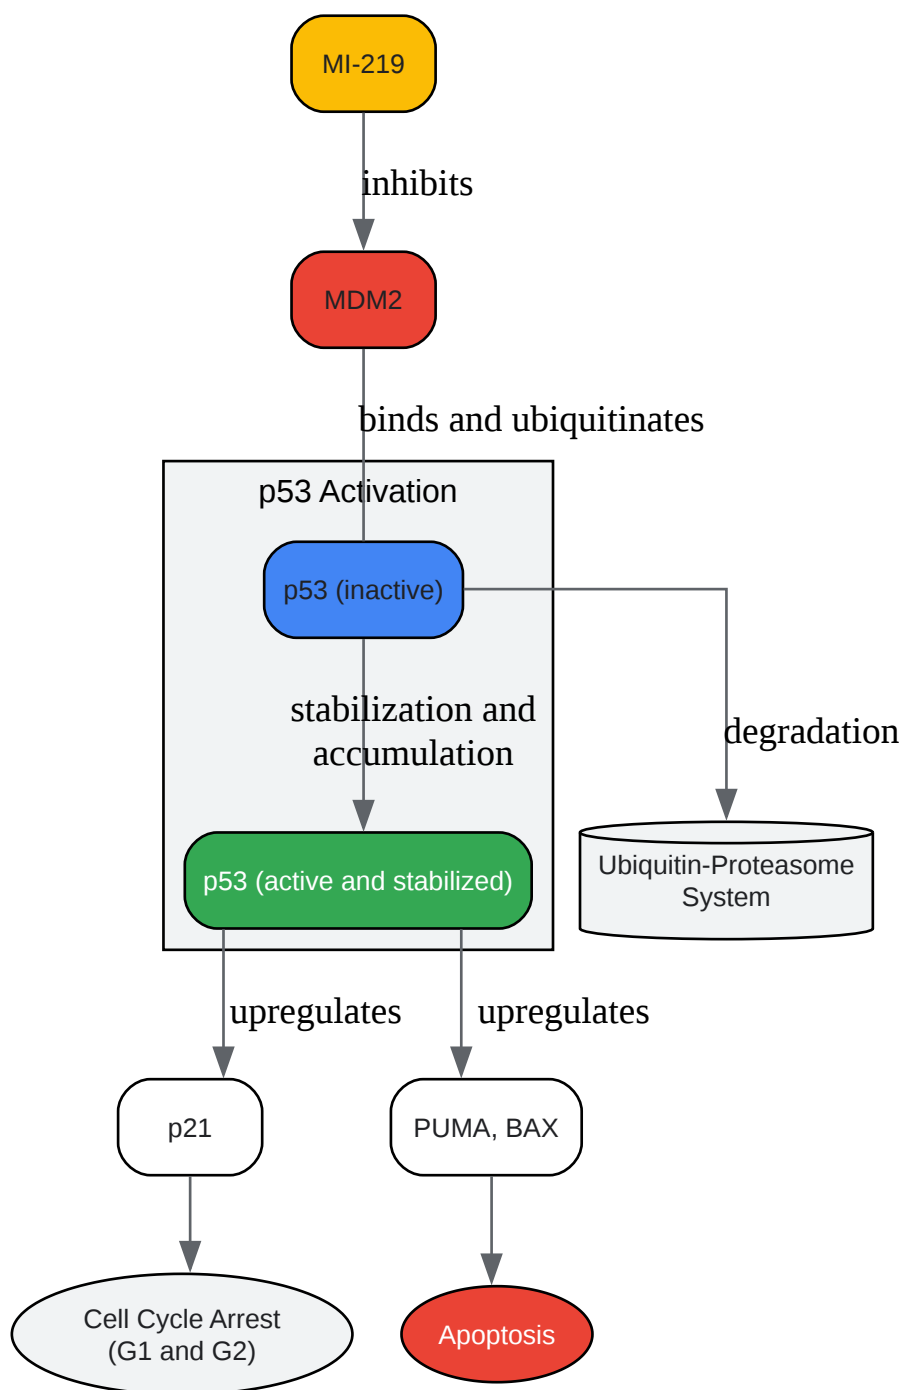 MI-219
inhibits
MDM2
binds and ubiquitinates
p53 Activation
p53 (inactive)
stabilization and
accumulation
degradation
p53 (active and stabilized)
Ubiquitin-Proteasome
System
upregulates
upregulates
p21
PUMA, BAX
Cell Cycle Arrest
(G1 and G2)
Apoptosis